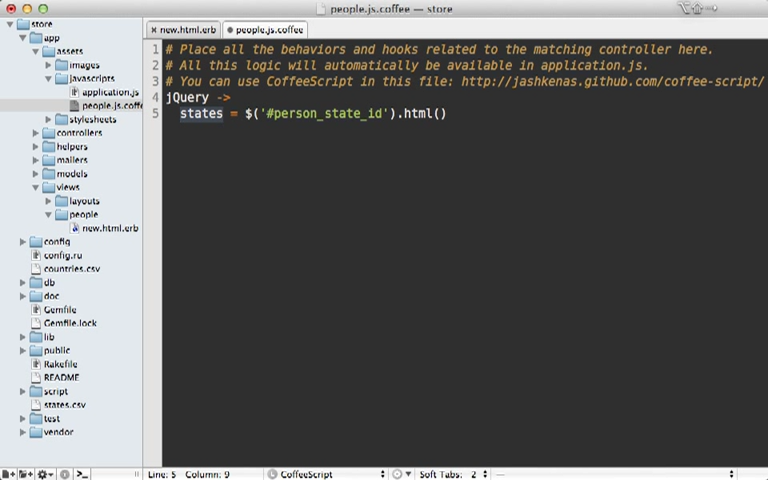 people.js.coffee — store
store
app
assets
images
javascripts
application.js
people.js.coff
stylesheets
controllers
helpers
mailers
models
views
layouts
people
new.html.erb
config
config.ru
countries.csv
db
doc
Gemfile
Gemfile.lock
lib
public
Rakefile
README
script
states.csv
test
vendor
new.html.erb
people.js.coffee
1 # Place all the behaviors and hooks related to the matching controller here.
2 # All this logic will automatically be available in application.js.
3 # You can use CoffeeScript in this file: http://jashkenas.github.com/coffee-script/
4 jQuery ->
5 states = $('#person_state_id').html()
Line: 5 Column: 9 CoffeeScript Soft Tabs: 2 —